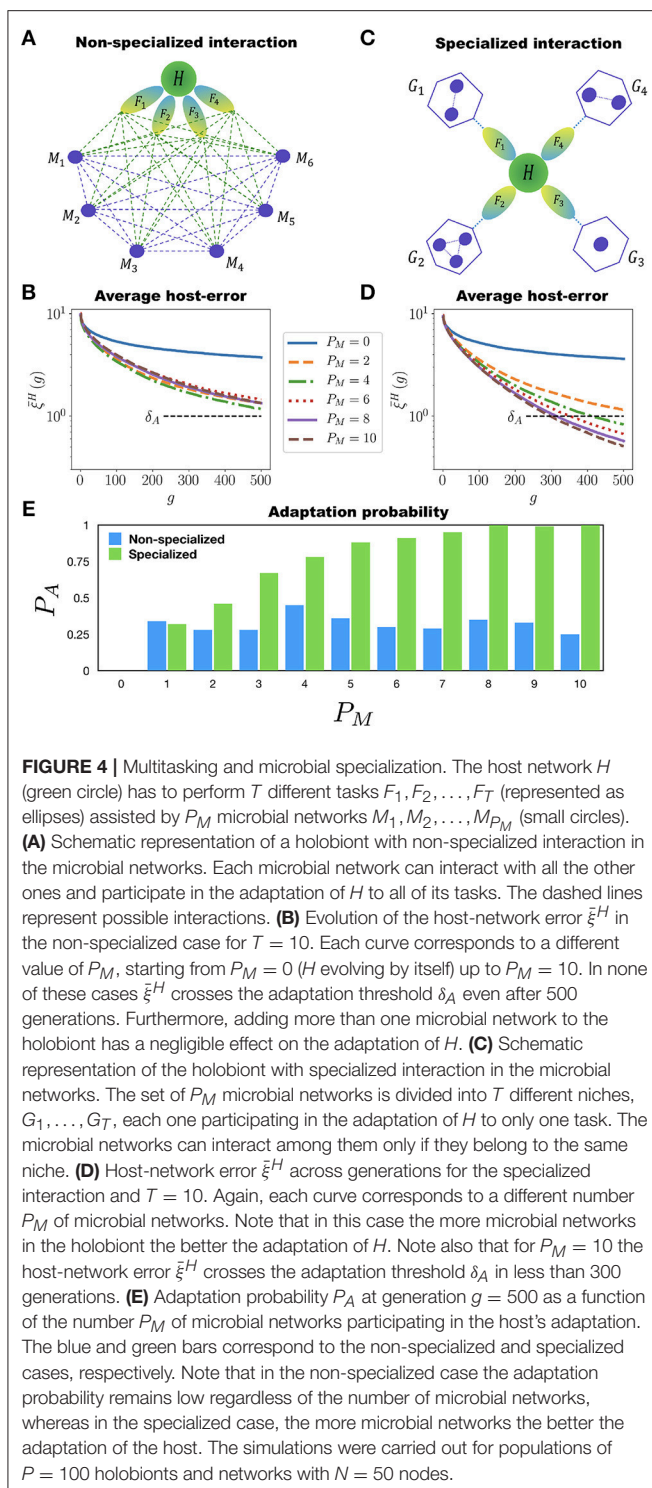 A
Non-specialized interaction
H
F₁
F₂
F₃
F₄
M₁
M₂
M₃
M₄
M₅
M₆
C
Specialized interaction
G₁
G₄
F₁
F₄
H
F₂
F₃
G₂
G₃
B
Average host-error
10¹
10⁰
ξ̄ᴴ(g)
δ_A
0 100 200 300 400 500
g
P_M = 0
P_M = 2
P_M = 4
P_M = 6
P_M = 8
P_M = 10
D
Average host-error
10¹
10⁰
ξ̄ᴴ(g)
δ_A
0 100 200 300 400 500
g
E
Adaptation probability
Non-specialized
Specialized
1
0.75
0.5
0.25
0
P_A
0 1 2 3 4 5 6 7 8 9 10
P_M
FIGURE 4 | Multitasking and microbial specialization. The host network H
(green circle) has to perform T different tasks F₁, F₂, . . . , F_T (represented as
ellipses) assisted by P_M microbial networks M₁, M₂, . . . , M_{P_M} (small circles).
(A) Schematic representation of a holobiont with non-specialized interaction in
the microbial networks. Each microbial network can interact with all the other
ones and participate in the adaptation of H to all of its tasks. The dashed lines
represent possible interactions. (B) Evolution of the host-network error ξ̄ᴴ in
the non-specialized case for T = 10. Each curve corresponds to a different
value of P_M, starting from P_M = 0 (H evolving by itself) up to P_M = 10. In none
of these cases ξ̄ᴴ crosses the adaptation threshold δ_A even after 500
generations. Furthermore, adding more than one microbial network to the
holobiont has a negligible effect on the adaptation of H. (C) Schematic
representation of the holobiont with specialized interaction in the microbial
networks. The set of P_M microbial networks is divided into T different niches,
G₁, . . . , G_T, each one participating in the adaptation of H to only one task. The
microbial networks can interact among them only if they belong to the same
niche. (D) Host-network error ξ̄ᴴ across generations for the specialized
interaction and T = 10. Again, each curve corresponds to a different number
P_M of microbial networks. Note that in this case the more microbial networks
in the holobiont the better the adaptation of H. Note also that for P_M = 10 the
host-network error ξ̄ᴴ crosses the adaptation threshold δ_A in less than 300
generations. (E) Adaptation probability P_A at generation g = 500 as a function
of the number P_M of microbial networks participating in the host's adaptation.
The blue and green bars correspond to the non-specialized and specialized
cases, respectively. Note that in the non-specialized case the adaptation
probability remains low regardless of the number of microbial networks,
whereas in the specialized case, the more microbial networks the better the
adaptation of the host. The simulations were carried out for populations of
P = 100 holobionts and networks with N = 50 nodes.